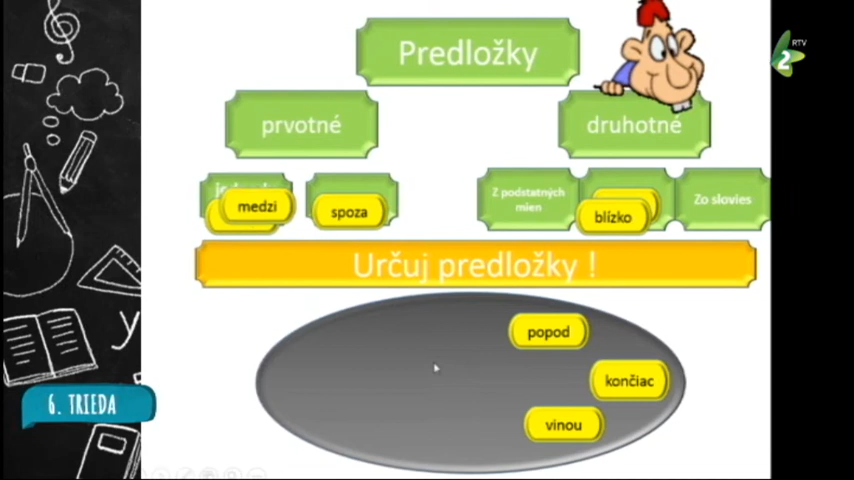 Predložky
RTV
2
prvotné
druhotné
medzi
spoza
Z podstatných
mien
blízko
Zo slovies
Určuj predložky !
popod
končiac
vinou
6. TRIEDA
y